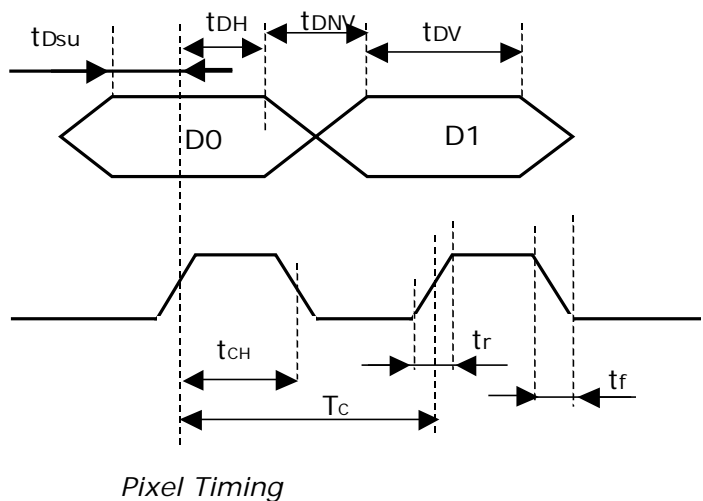 tDsu tDH tDNV tDV
D0 D1
tCH tr tf
TC
Pixel Timing